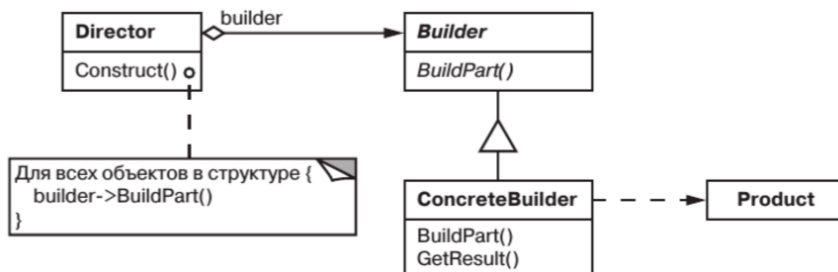 Director
Construct()
builder
Builder
BuildPart()
Для всех объектов в структуре {
builder->BuildPart()
}
ConcreteBuilder
BuildPart()
GetResult()
Product